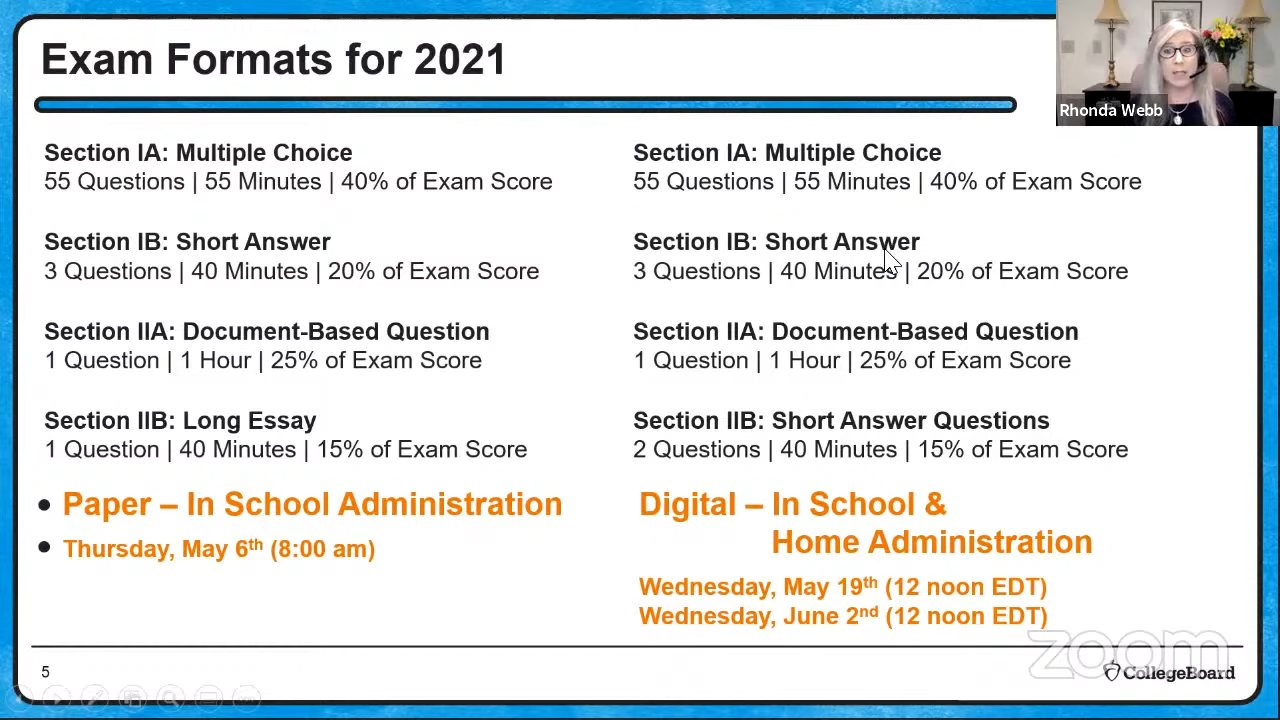 Exam Formats for 2021
Rhonda Webb
Section IA: Multiple Choice
55 Questions | 55 Minutes | 40% of Exam Score
Section IB: Short Answer
3 Questions | 40 Minutes | 20% of Exam Score
Section IIA: Document-Based Question
1 Question | 1 Hour | 25% of Exam Score
Section IIB: Long Essay
1 Question | 40 Minutes | 15% of Exam Score
• Paper – In School Administration
• Thursday, May 6th (8:00 am)
Section IA: Multiple Choice
55 Questions | 55 Minutes | 40% of Exam Score
Section IB: Short Answer
3 Questions | 40 Minutes | 20% of Exam Score
Section IIA: Document-Based Question
1 Question | 1 Hour | 25% of Exam Score
Section IIB: Short Answer Questions
2 Questions | 40 Minutes | 15% of Exam Score
Digital – In School &
Home Administration
Wednesday, May 19th (12 noon EDT)
Wednesday, June 2nd (12 noon EDT)
zoom
5
CollegeBoard